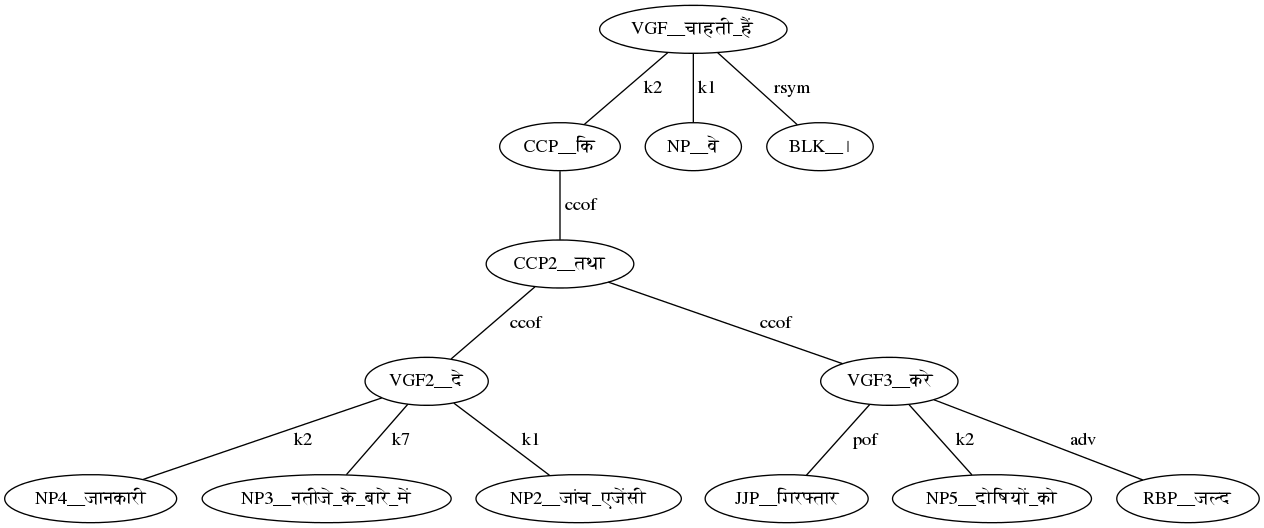 VGF__चाहती_हैं
k2 k1 rsym
CCP__कि NP__वे BLK__।
ccof
CCP2__तथा
ccof ccof
VGF2__दे VGF3__करे
k2 k7 k1 pof k2 adv
NP4__जानकारी NP3__नतीजे_के_बारे_में NP2__जांच_एजेंसी JJP__गिरफ्तार NP5__दोषियों_को RBP__जल्द